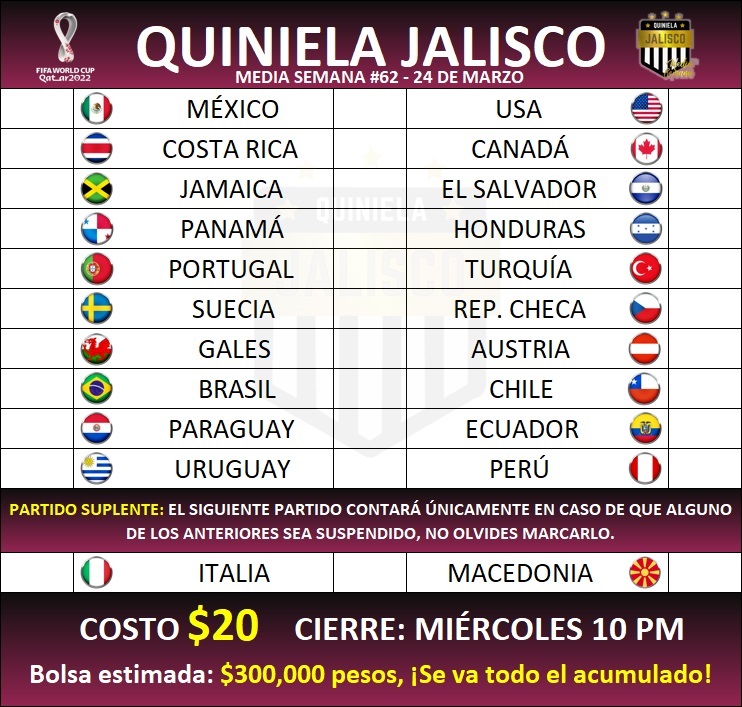 FIFA WORLD CUP
Qatar2022
QUINIELA JALISCO
MEDIA SEMANA #62 - 24 DE MARZO
QUINIELA
JALISCO
MÉXICO USA
COSTA RICA CANADÁ
JAMAICA EL SALVADOR
PANAMÁ HONDURAS
PORTUGAL TURQUÍA
SUECIA REP. CHECA
GALES AUSTRIA
BRASIL CHILE
PARAGUAY ECUADOR
URUGUAY PERÚ
QUINIELA
JALISCO
PARTIDO SUPLENTE: EL SIGUIENTE PARTIDO CONTARÁ ÚNICAMENTE EN CASO DE QUE ALGUNO
DE LOS ANTERIORES SEA SUSPENDIDO, NO OLVIDES MARCARLO.
ITALIA MACEDONIA
COSTO $20 CIERRE: MIÉRCOLES 10 PM
Bolsa estimada: $300,000 pesos, ¡Se va todo el acumulado!